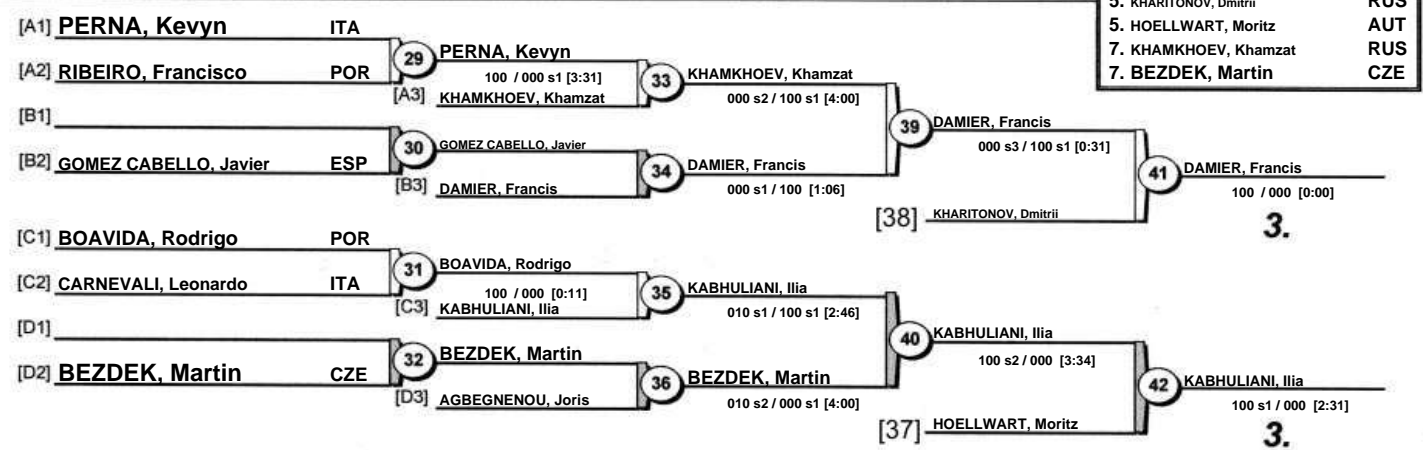 5. KHARITONOV, Dmitrii RUS
5. HOELLWART, Moritz AUT
7. KHAMKHOEV, Khamzat RUS
7. BEZDEK, Martin CZE
[A1] PERNA, Kevyn ITA
[A2] RIBEIRO, Francisco POR
29
PERNA, Kevyn
100 / 000 s1 [3:31]
[A3] KHAMKHOEV, Khamzat
33
KHAMKHOEV, Khamzat
000 s2 / 100 s1 [4:00]
[B1]
[B2] GOMEZ CABELLO, Javier ESP
30
GOMEZ CABELLO, Javier
[B3] DAMIER, Francis
34
DAMIER, Francis
000 s1 / 100 [1:06]
39
DAMIER, Francis
000 s3 / 100 s1 [0:31]
[38] KHARITONOV, Dmitrii
41
DAMIER, Francis
100 / 000 [0:00]
3.
[C1] BOAVIDA, Rodrigo POR
[C2] CARNEVALI, Leonardo ITA
31
BOAVIDA, Rodrigo
100 / 000 [0:11]
[C3] KABHULIANI, Ilia
35
KABHULIANI, Ilia
010 s1 / 100 s1 [2:46]
[D1]
[D2] BEZDEK, Martin CZE
32
BEZDEK, Martin
[D3] AGBEGNENOU, Joris
36
BEZDEK, Martin
010 s2 / 000 s1 [4:00]
40
KABHULIANI, Ilia
100 s2 / 000 [3:34]
[37] HOELLWART, Moritz
42
KABHULIANI, Ilia
100 s1 / 000 [2:31]
3.